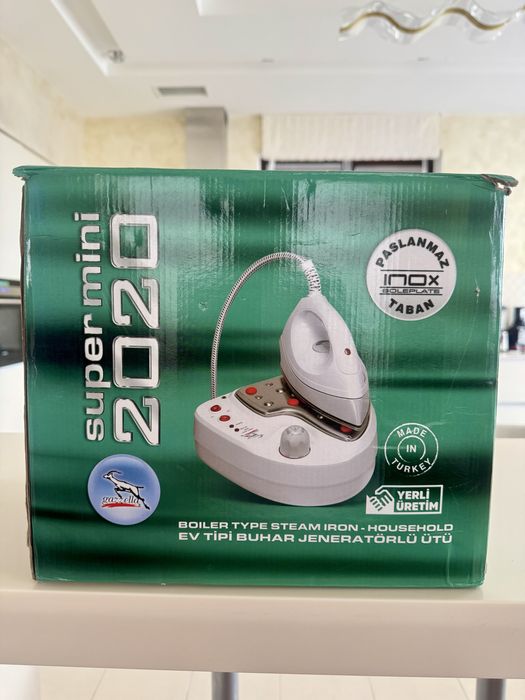 super mini
2020
PASLANMAZ
INOX
SOLEPLATE
TABAN
MADE
IN
TURKEY
YERLİ
ÜRETİM
gazzella
BOILER TYPE STEAM IRON - HOUSEHOLD
EV TİPİ BUHAR JENERATÖRLÜ ÜTÜ